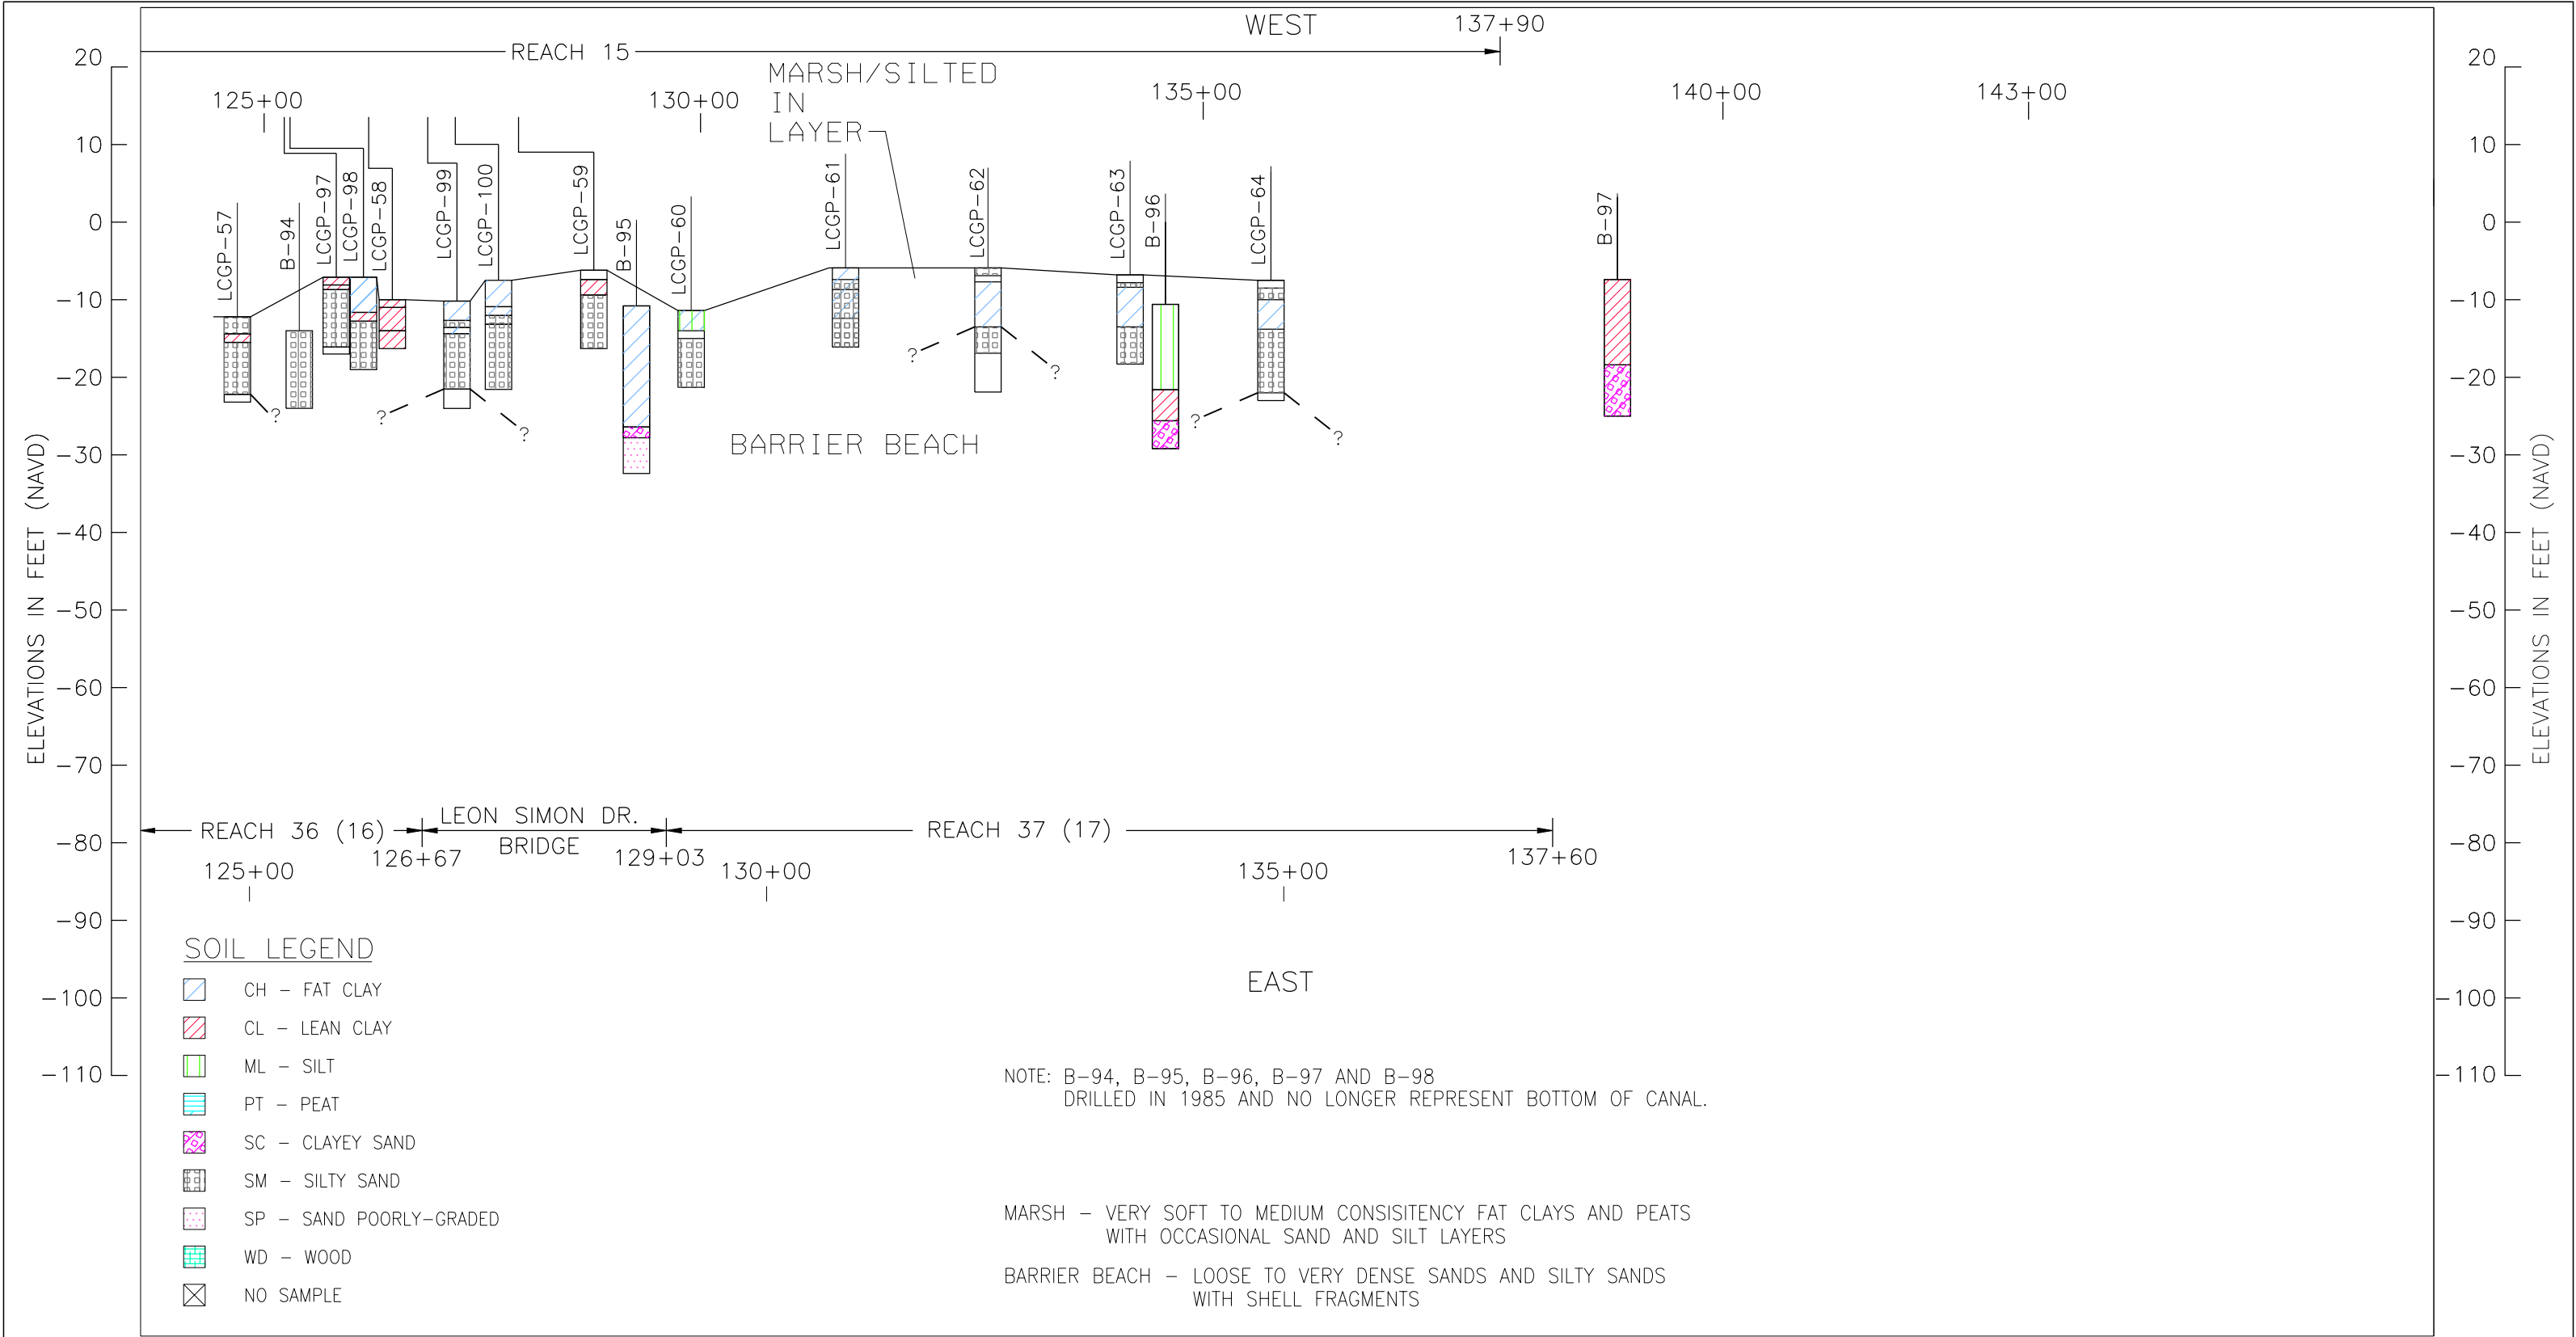 WEST
137+90
REACH 15
MARSH/SILTED
IN
LAYER
125+00
130+00
135+00
140+00
143+00
20
10
0
-10
-20
-30
-40
-50
-60
-70
-80
-90
-100
-110
ELEVATIONS IN FEET (NAVD)
LCGP-57
B-94
LCGP-97
LCGP-98
LCGP-58
LCGP-99
LCGP-100
LCGP-59
B-95
LCGP-60
LCGP-61
LCGP-62
LCGP-63
B-96
LCGP-64
B-97
?
?
?
?
?
?
?
BARRIER BEACH
20
10
0
-10
-20
-30
-40
-50
-60
-70
-80
-90
-100
-110
ELEVATIONS IN FEET (NAVD)
REACH 36 (16)
LEON SIMON DR.
BRIDGE
REACH 37 (17)
126+67
129+03
137+60
125+00
130+00
135+00
SOIL LEGEND
CH - FAT CLAY
CL - LEAN CLAY
ML - SILT
PT - PEAT
SC - CLAYEY SAND
SM - SILTY SAND
SP - SAND POORLY-GRADED
WD - WOOD
NO SAMPLE
EAST
NOTE: B-94, B-95, B-96, B-97 AND B-98
DRILLED IN 1985 AND NO LONGER REPRESENT BOTTOM OF CANAL.
MARSH - VERY SOFT TO MEDIUM CONSISITENCY FAT CLAYS AND PEATS
WITH OCCASIONAL SAND AND SILT LAYERS
BARRIER BEACH - LOOSE TO VERY DENSE SANDS AND SILTY SANDS
WITH SHELL FRAGMENTS